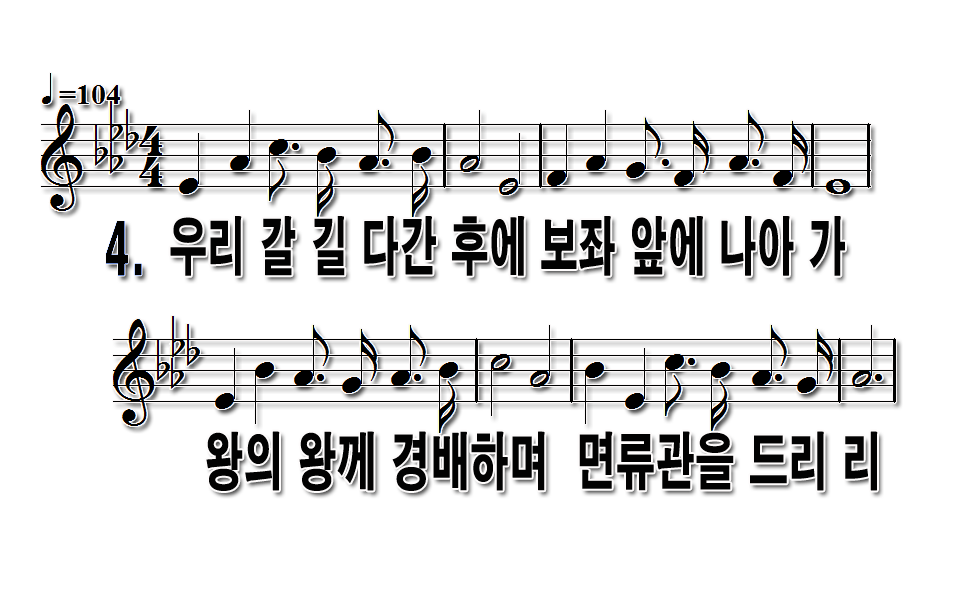 ♩=104
4. 우리 갈 길 다간 후에 보좌 앞에 나아 가
왕의 왕께 경배하며 면류관을 드리 리